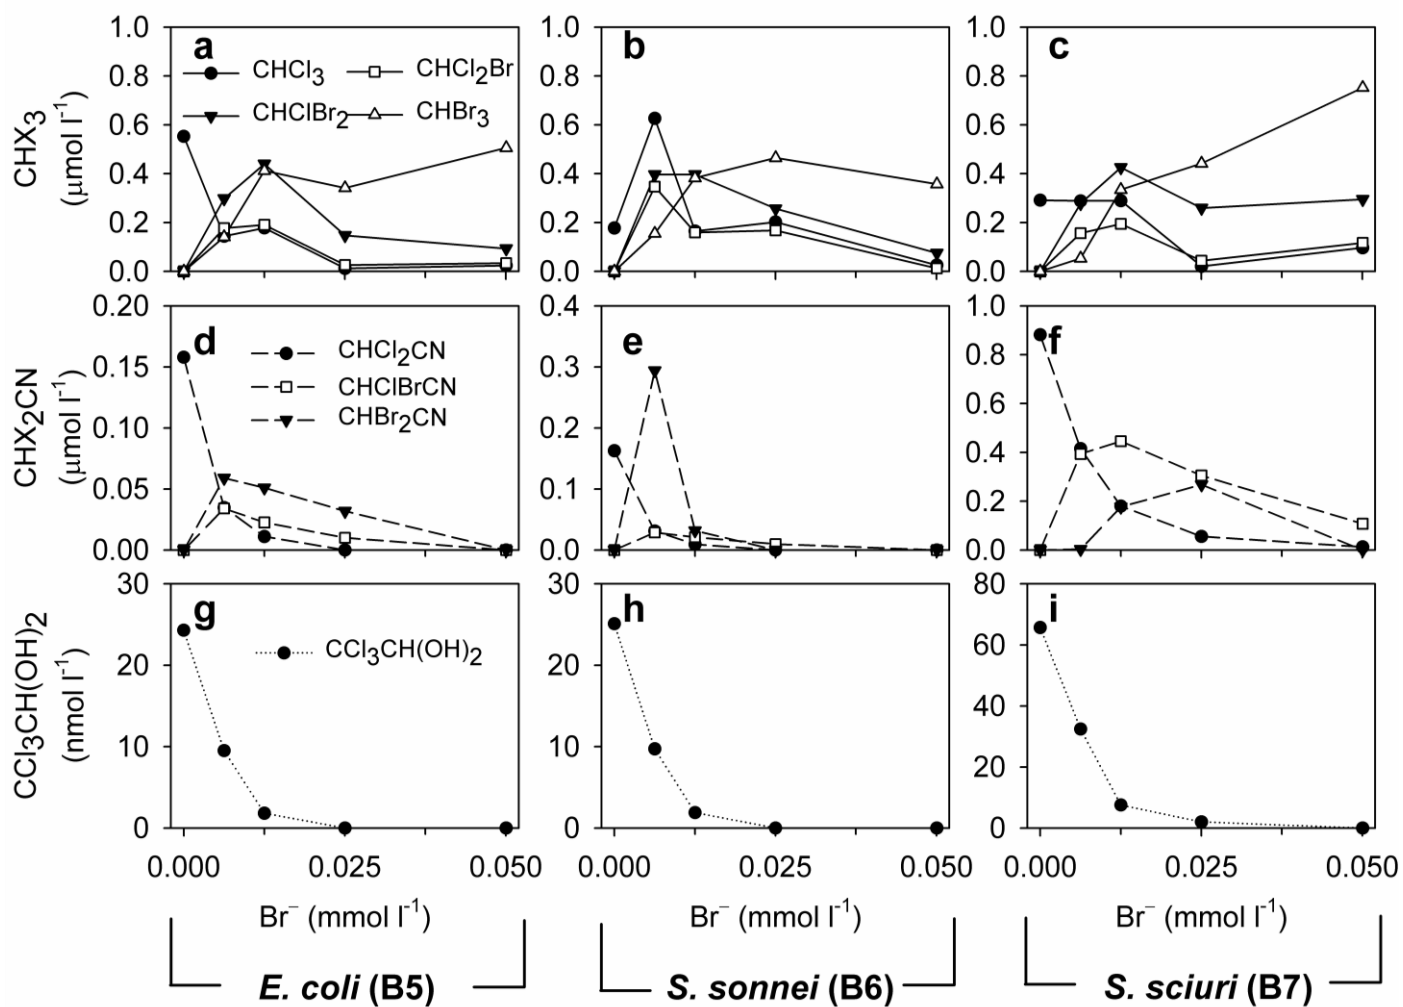 CHX3
(μmol l–1)
1.0
0.8
0.6
0.4
0.2
0.0
a
CHCl3
CHCl2Br
CHClBr2
CHBr3
1.0
0.8
0.6
0.4
0.2
0.0
b
1.0
0.8
0.6
0.4
0.2
0.0
c
CHX2CN
(μmol l–1)
0.20
0.15
0.10
0.05
0.00
d
CHCl2CN
CHClBrCN
CHBr2CN
0.4
0.3
0.2
0.1
0.0
e
1.0
0.8
0.6
0.4
0.2
0.0
f
CCl3CH(OH)2
(nmol l–1)
30
20
10
0
g
CCl3CH(OH)2
30
20
10
0
h
80
60
40
20
0
i
0.000 0.025 0.050
0.000 0.025 0.050
0.000 0.025 0.050
Br– (mmol l–1)
Br– (mmol l–1)
Br– (mmol l–1)
E. coli (B5)
S. sonnei (B6)
S. sciuri (B7)